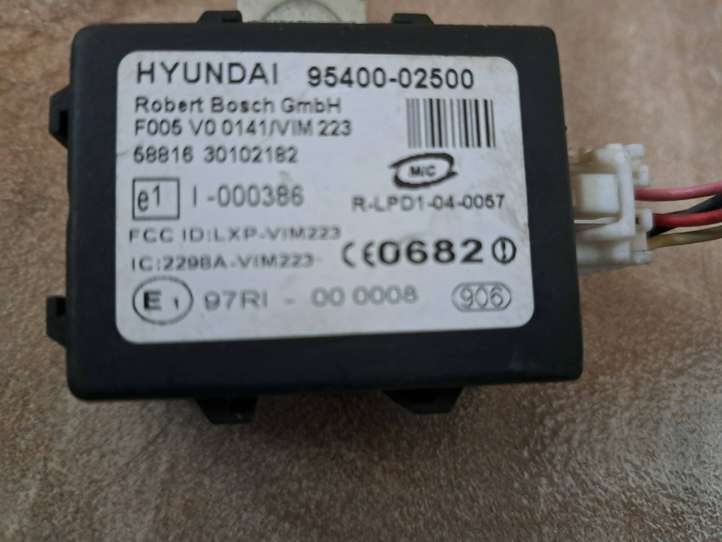 HYUNDAI 95400-02500
Robert Bosch GmbH
F005 V0 0141/VIM 223
58816 30102182
MIC
e1 I-000386
R-LPD1-04-0057
FCC ID:LXP-VIM223
IC:2298A-VIM223
CE0682
E1 97RI - 00 0008
906